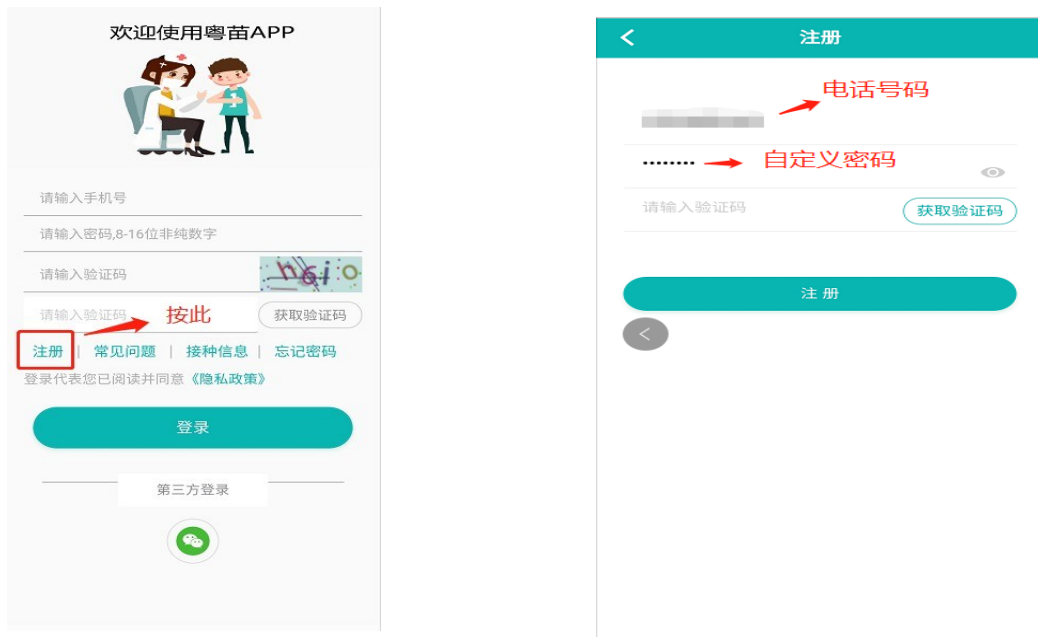 欢迎使用粤苗APP
请输入手机号
请输入密码,8-16位非纯数字
请输入验证码
h6io
请输入验证码
按此
获取验证码
注册 | 常见问题 | 接种信息 | 忘记密码
登录代表您已阅读并同意《隐私政策》
登录
第三方登录
注册
电话号码
自定义密码
请输入验证码
获取验证码
注 册